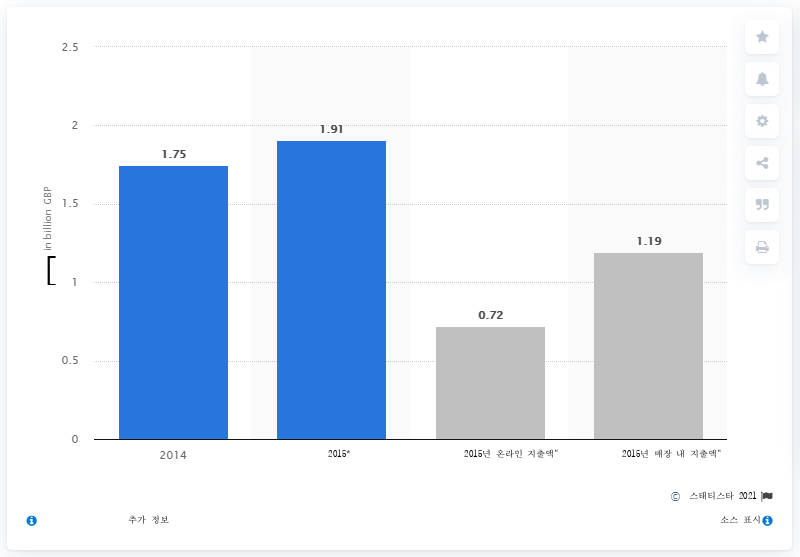 2.5
2
1.5
1
0.5
0
in billion GBP
[
1.75
1.91
0.72
1.19
2014
2015*
2015년 온라인 지출액"
2015년 매장 내 지출액"
© 스태티스타 2021
추가 정보
소스 표시